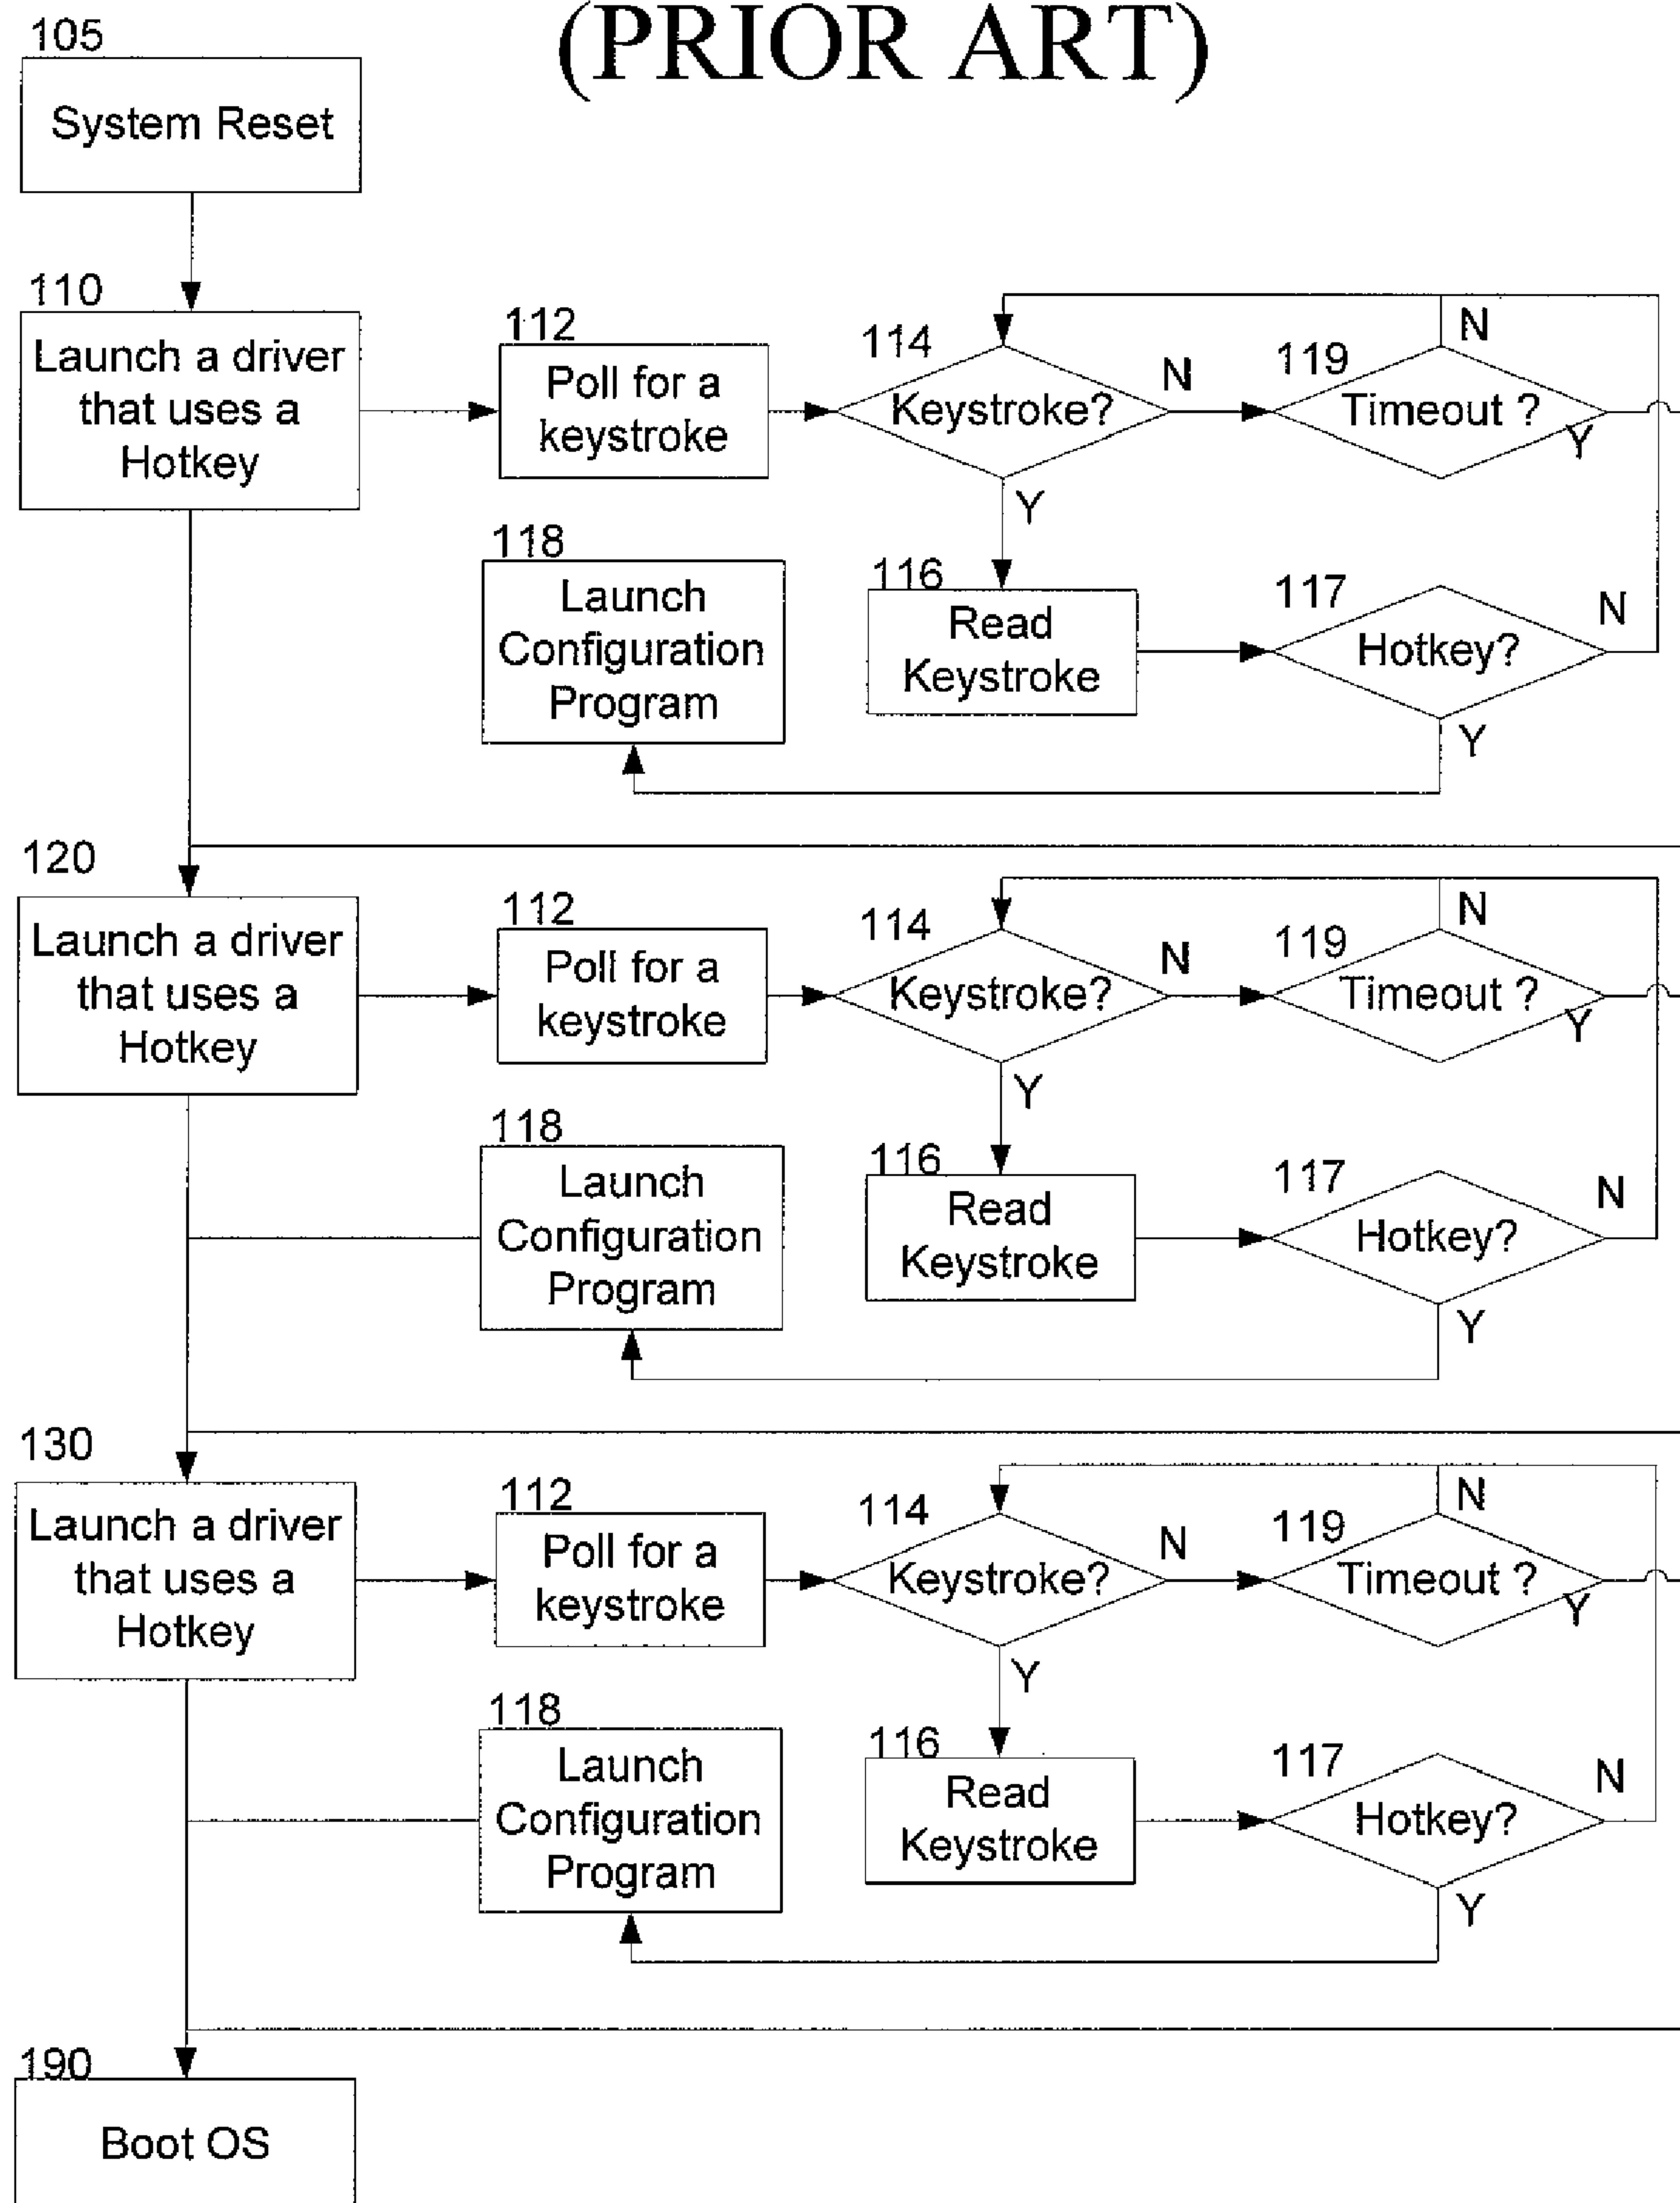 (PRIOR ART)
105
System Reset
110
Launch a driver
that uses a
Hotkey
112
Poll for a
keystroke
114
Keystroke?
N
Y
119
Timeout ?
N
Y
116
Read
Keystroke
117
Hotkey?
N
Y
118
Launch
Configuration
Program
120
Launch a driver
that uses a
Hotkey
112
Poll for a
keystroke
114
Keystroke?
N
Y
119
Timeout ?
N
Y
116
Read
Keystroke
117
Hotkey?
N
Y
118
Launch
Configuration
Program
130
Launch a driver
that uses a
Hotkey
112
Poll for a
keystroke
114
Keystroke?
N
Y
119
Timeout ?
N
Y
116
Read
Keystroke
117
Hotkey?
N
Y
118
Launch
Configuration
Program
190
Boot OS